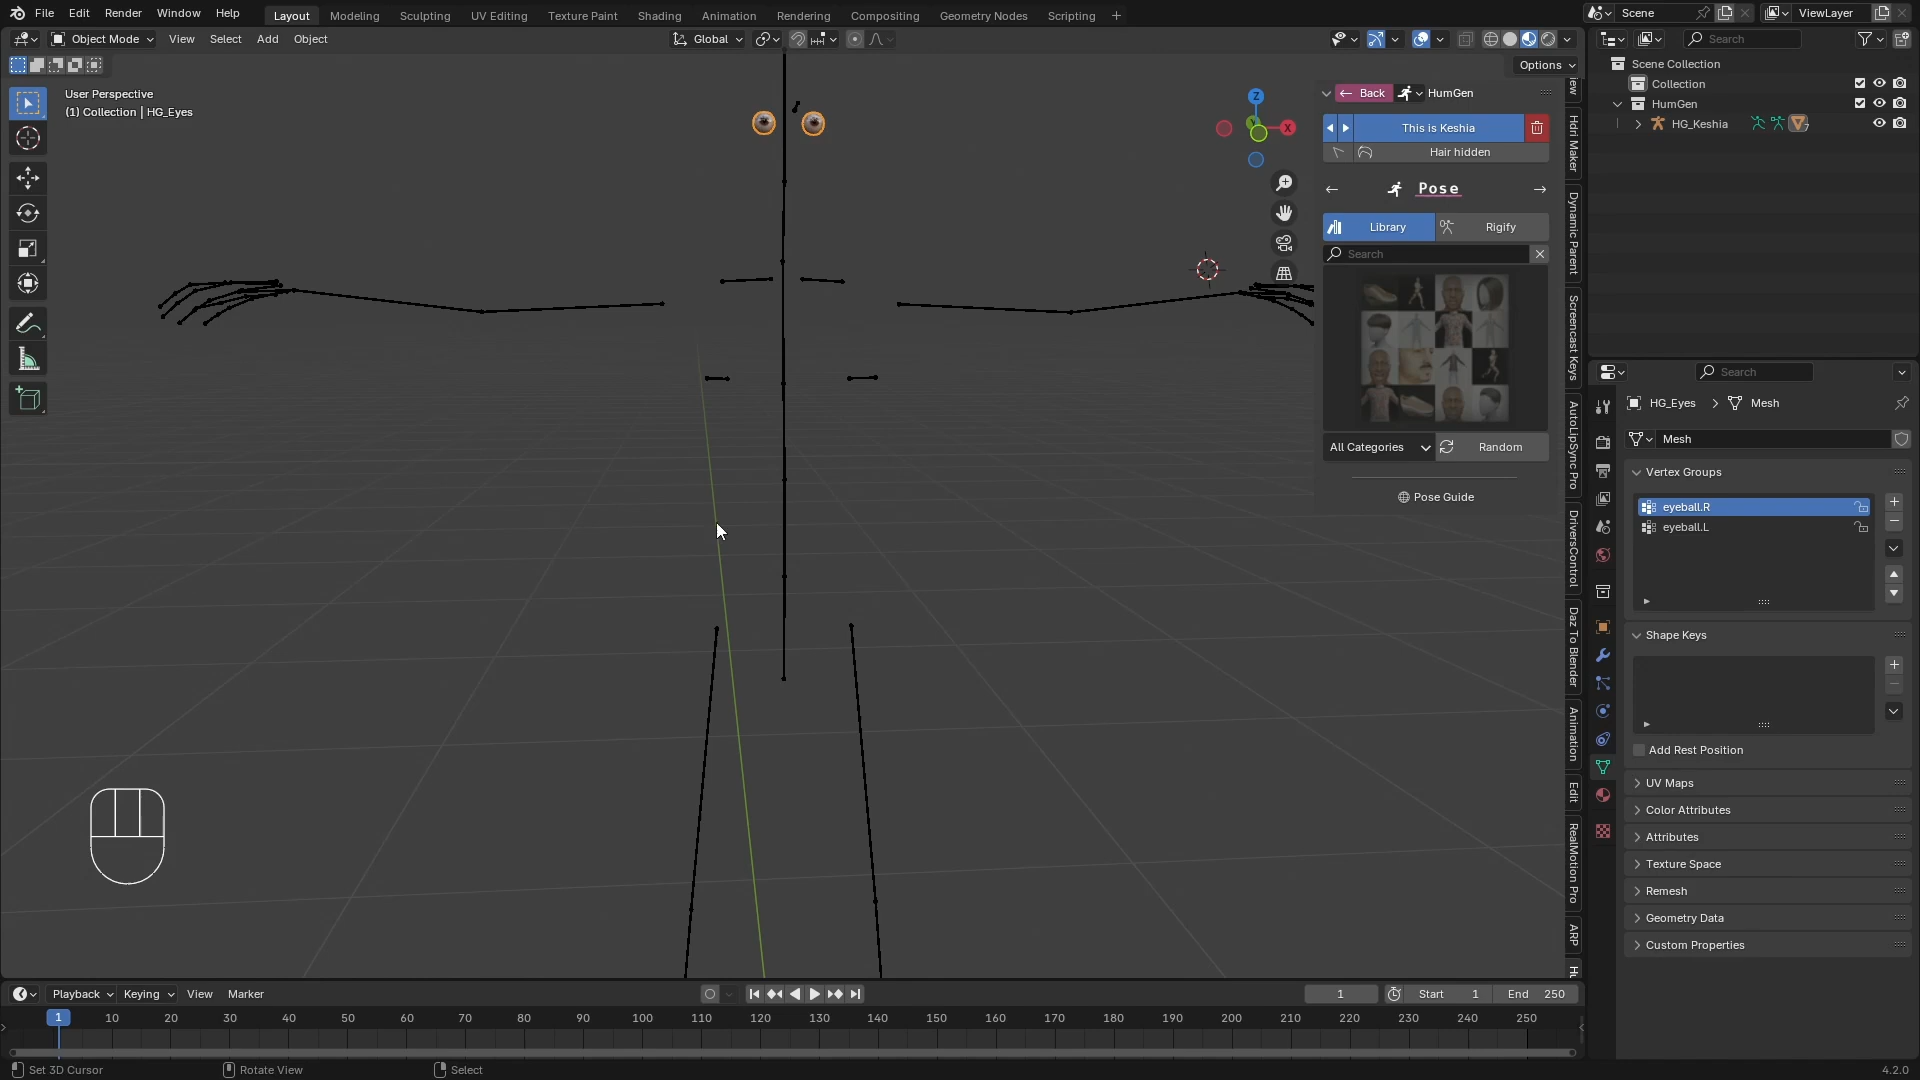 File Edit Render Window Help Layout Modeling Sculpting UV Editing Texture Paint Shading Animation Rendering Compositing Geometry Nodes Scripting + Scene ViewLayer
Object Mode View Select Add Object Global Search
Options
User Perspective
(1) Collection | HG_Eyes
Z
X
Back HumGen
This is Keshia
Hair hidden
Pose
Library Rigify
Search
All Categories Random
Pose Guide
Hdri Maker
Dynamic Parent
Screencast Keys
AutoLipSync Pro
DriversControl
Daz To Blender
Animation
Edit
RealMotion Pro
ARP
Scene Collection
Collection
HumGen
HG_Keshia 7
Search
HG_Eyes > Mesh
Mesh
Vertex Groups
eyeball.R
eyeball.L
Shape Keys
Add Rest Position
UV Maps
Color Attributes
Attributes
Texture Space
Remesh
Geometry Data
Custom Properties
Playback Keying View Marker 1 Start 1 End 250
1 10 20 30 40 50 60 70 80 90 100 110 120 130 140 150 160 170 180 190 200 210 220 230 240 250
Set 3D Cursor Rotate View Select 4.2.0